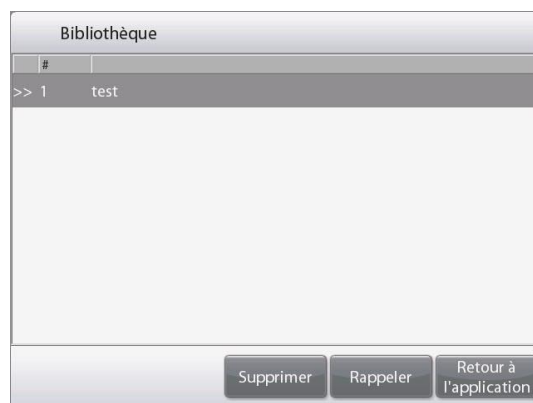 Bibliothèque
#
>> 1 test
Supprimer
Rappeler
Retour à
l'application